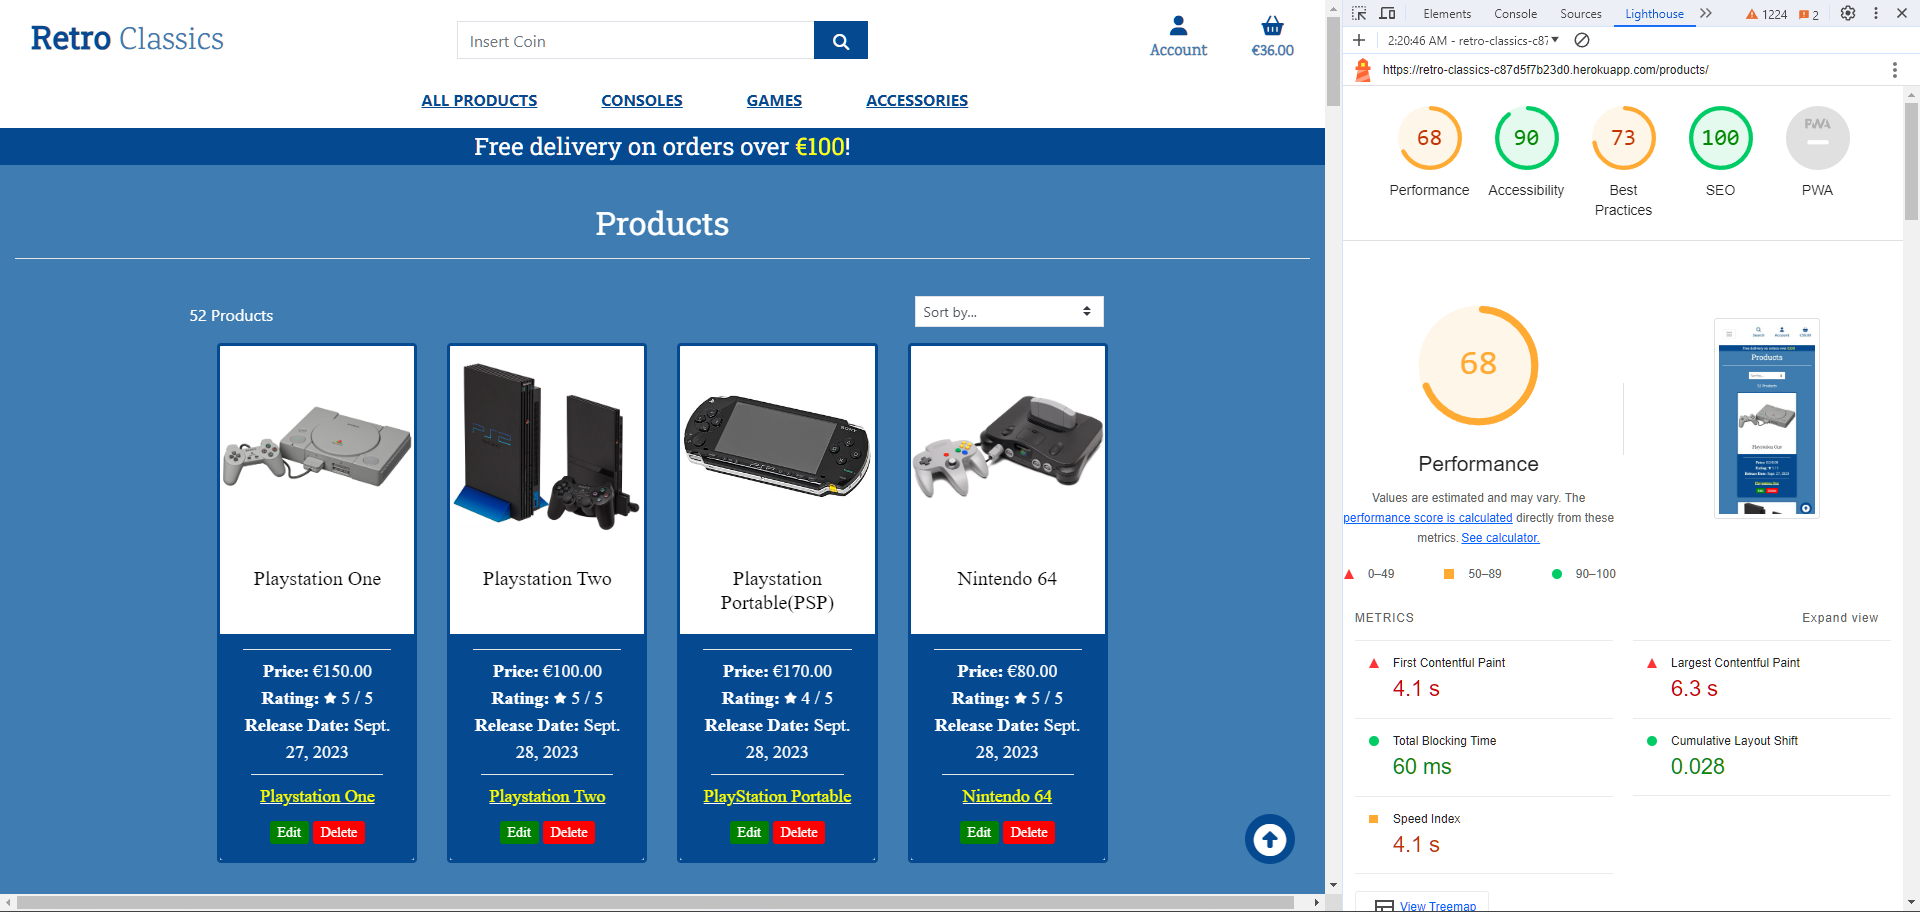 Retro Classics
Insert Coin
Account
€36.00
ALL PRODUCTS
CONSOLES
GAMES
ACCESSORIES
Free delivery on orders over €100!
Products
52 Products
Sort by...
Playstation One
Price: €150.00
Rating: 5 / 5
Release Date: Sept.
27, 2023
Playstation One
Edit Delete
PS2
Playstation Two
Price: €100.00
Rating: 5 / 5
Release Date: Sept.
28, 2023
Playstation Two
Edit Delete
SONY
Playstation
Portable(PSP)
Price: €170.00
Rating: 4 / 5
Release Date: Sept.
28, 2023
PlayStation Portable
Edit Delete
Nintendo 64
Price: €80.00
Rating: 5 / 5
Release Date: Sept.
28, 2023
Nintendo 64
Edit Delete
Elements Console Sources Lighthouse 1224 2
2:20:46 AM - retro-classics-c87
https://retro-classics-c87d5f7b23d0.herokuapp.com/products/
68
Performance
90
Accessibility
73
Best
Practices
100
SEO
PWA
PWA
68
Performance
Values are estimated and may vary. The
performance score is calculated directly from these
metrics. See calculator.
0–49 50–89 90–100
Products
52 Products
Playstation One
METRICS Expand view
First Contentful Paint
4.1 s
Largest Contentful Paint
6.3 s
Total Blocking Time
60 ms
Cumulative Layout Shift
0.028
Speed Index
4.1 s
View Treemap